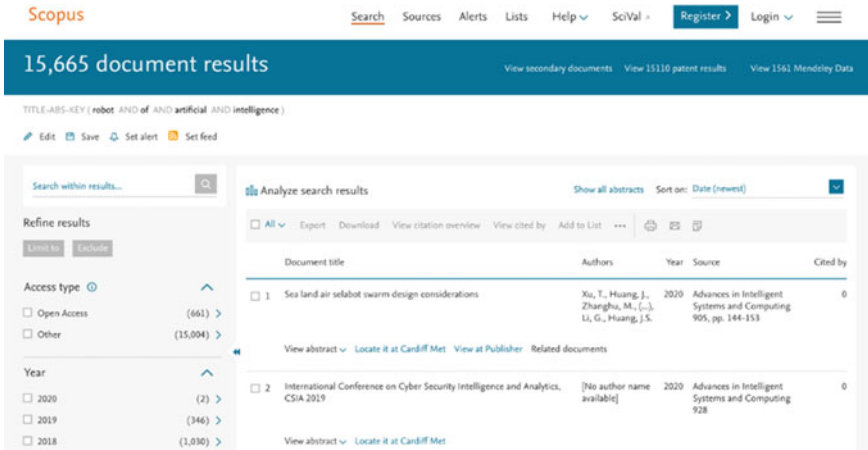 Scopus
Search Sources Alerts Lists Help SciVal Register > Login
15,665 document results
View secondary documents View 15110 patent results View 1561 Mendeley Data
TITLE-ABS-KEY ( robot AND of AND artificial AND intelligence )
Edit Save Set alert Set feed
Search within results...
Refine results
Limit to Exclude
Access type
Open Access (661) >
Other (15,004) >
Year
2020 (2) >
2019 (346) >
2018 (1,030) >
Analyze search results
Show all abstracts Sort on: Date (newest)
All Export Download View citation overview View cited by Add to List •••
Document title Authors Year Source Cited by
1 Sea land air selabot swarm design considerations Xu, T., Huang, J., 2020 Advances in Intelligent 0
Zhanghu, M., (...), Systems and Computing
Li, G., Huang, J.S. 905, pp. 144-153
View abstract Locate it at Cardiff Met View at Publisher Related documents
2 International Conference on Cyber Security Intelligence and Analytics, [No author name 2020 Advances in Intelligent 0
CSIA 2019 available] Systems and Computing
928
View abstract Locate it at Cardiff Met